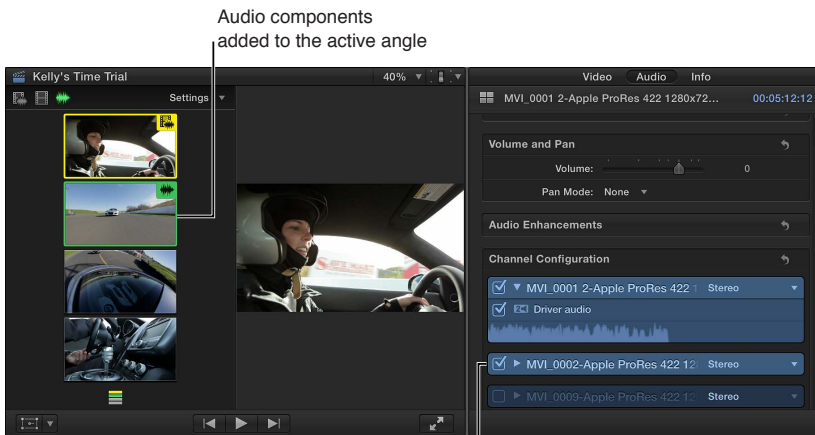 Audio components
added to the active angle
Kelly's Time Trial
40%
Settings
Video Audio Info
MVI_0001 2-Apple ProRes 422 1280x72... 00:05:12:12
Volume and Pan
Volume: 0
Pan Mode: None
Audio Enhancements
Channel Configuration
MVI_0001 2-Apple ProRes 422 1 Stereo
Driver audio
MVI_0002-Apple ProRes 422 12 Stereo
MVI_0009-Apple ProRes 422 12 Stereo